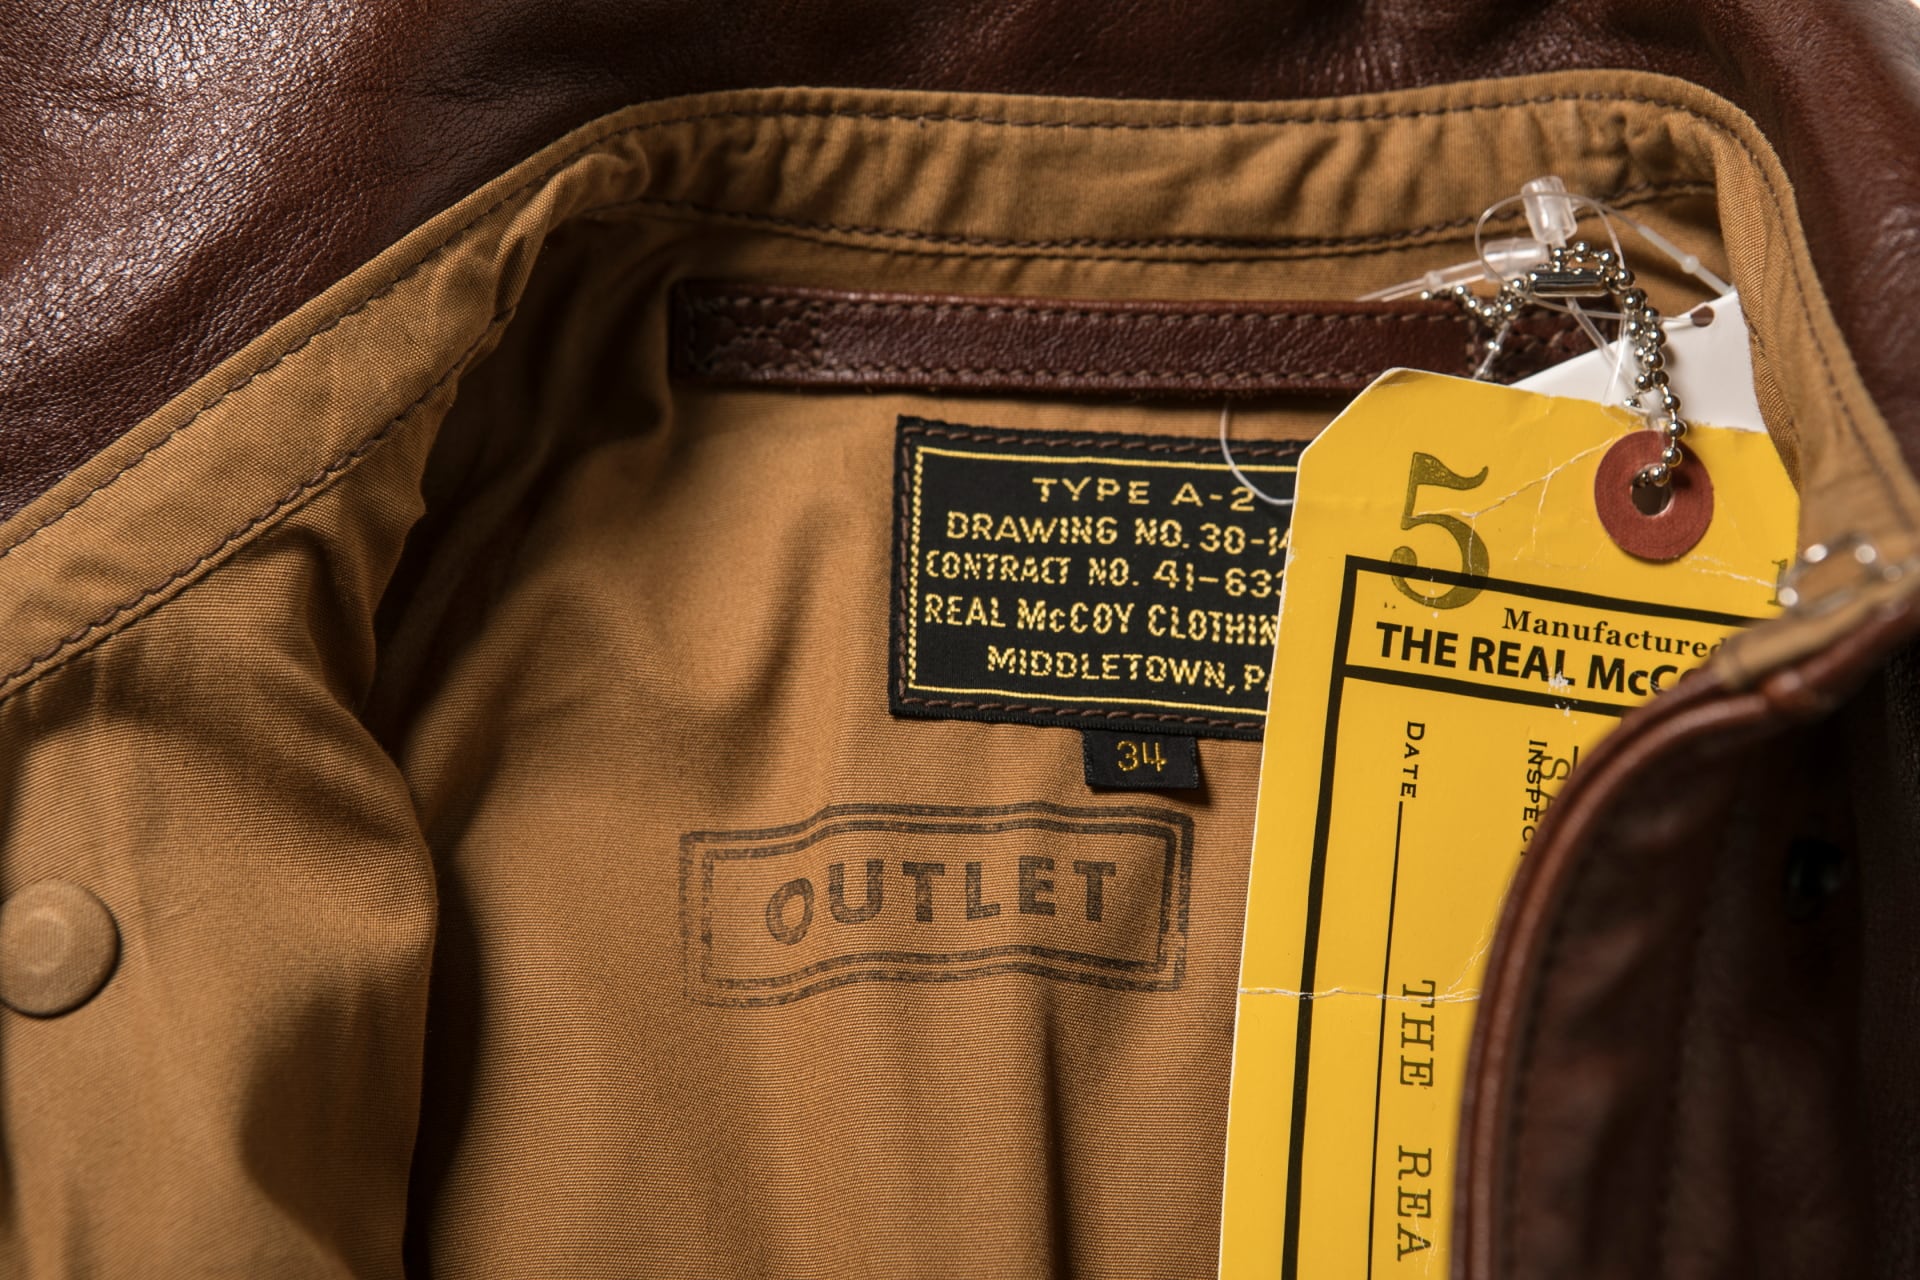 TYPE A-2
DRAWING NO. 30-14
CONTRACT NO. 41-633
REAL McCOY CLOTHIN
MIDDLETOWN, PA
34
OUTLET
5
Manufactured
THE REAL McCo
DATE
INSPEC
THE REA